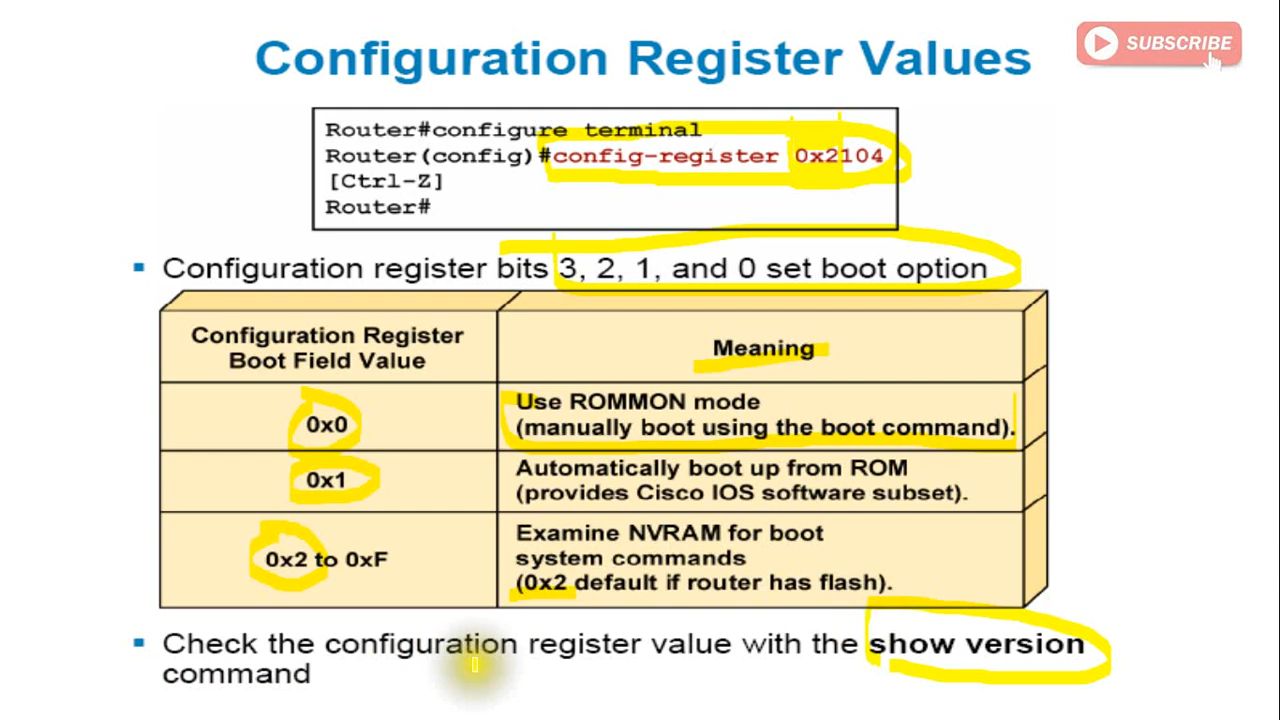 Configuration Register Values
SUBSCRIBE
Router#configure terminal
Router(config)#config-register 0x2104
[Ctrl-Z]
Router#
Configuration register bits 3, 2, 1, and 0 set boot option
Configuration Register
Boot Field Value
Meaning
0x0
Use ROMMON mode
(manually boot using the boot command).
0x1
Automatically boot up from ROM
(provides Cisco IOS software subset).
0x2 to 0xF
Examine NVRAM for boot
system commands
(0x2 default if router has flash).
Check the configuration register value with the show version
command